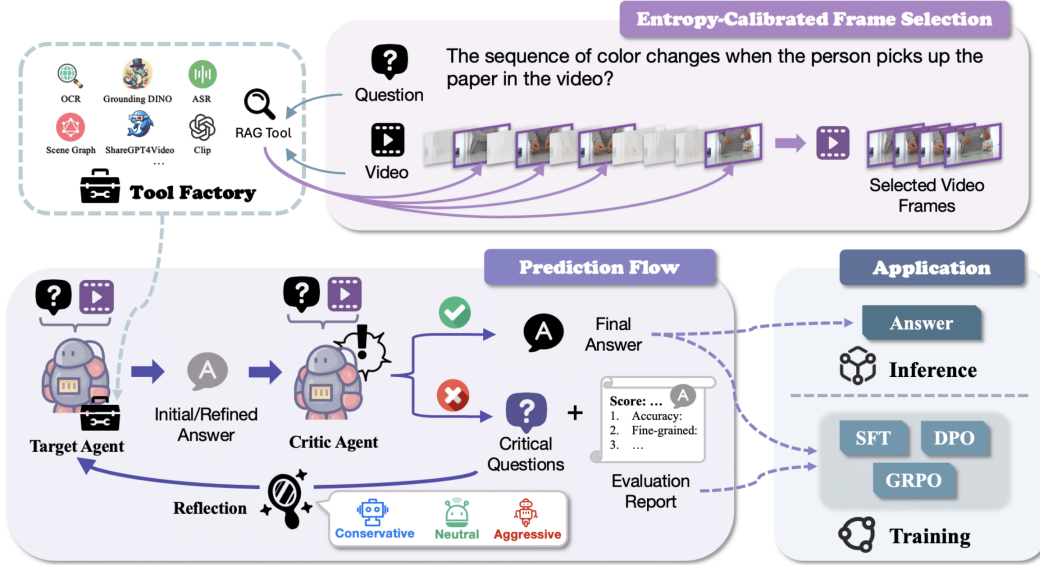 Entropy-Calibrated Frame Selection
OCR
Grounding DINO
ASR
Scene Graph
ShareGPT4Video
Clip
...
RAG Tool
Tool Factory
Question
The sequence of color changes when the person picks up the
paper in the video?
Video
Selected Video
Frames
Prediction Flow
Target Agent
A
Initial/Refined
Answer
Critic Agent
A
Final
Answer
Critical
Questions
+
Score: ...
A
1. Accuracy:
2. Fine-grained:
3. ...
Evaluation
Report
Reflection
Conservative
Neutral
Aggressive
Application
Answer
Inference
SFT
DPO
GRPO
Training